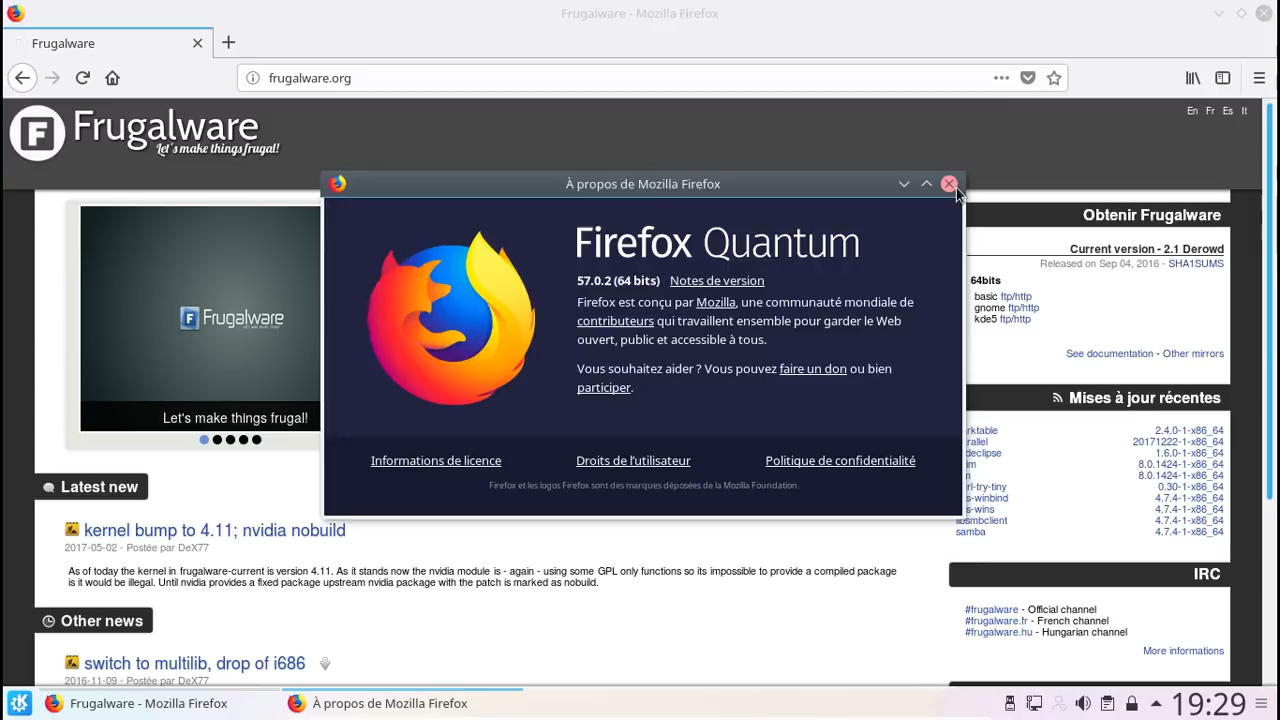 Frugalware - Mozilla Firefox
Frugalware
frugalware.org
Frugalware
Let's make things frugal!
En Fr Es It
À propos de Mozilla Firefox
Firefox Quantum
57.0.2 (64 bits) Notes de version
Firefox est conçu par Mozilla, une communauté mondiale de
contributeurs qui travaillent ensemble pour garder le Web
ouvert, public et accessible à tous.
Vous souhaitez aider ? Vous pouvez faire un don ou bien
participer.
Informations de licence Droits de l'utilisateur Politique de confidentialité
Firefox et les logos Firefox sont des marques déposées de la Mozilla Foundation.
Frugalware
Let's make things frugal!
Latest new
kernel bump to 4.11; nvidia nobuild
2017-05-02 - Postée par DeX77
As of today the kernel in frugalware-current is version 4.11. As it stands now the nvidia module is - again - using some GPL only functions so its impossible to provide a compiled package
is it would be illegal. Until nvidia provides a fixed package upstream nvidia package with the patch is marked as nobuild.
Other news
switch to multilib, drop of i686
2016-11-09 - Postée par DeX77
Obtenir Frugalware
Current version - 2.1 Derowd
Released on Sep 04, 2016 - SHA1SUMS
64bits
basic ftp/http
gnome ftp/http
kde5 ftp/http
See documentation - Other mirrors
Mises à jour récentes
rktable 2.4.0-1-x86_64
rallel 20171222-1-x86_64
declipse 1.6.0-1-x86_64
8.0.1424-1-x86_64
8.0.1424-1-x86_64
rl-try-tiny 0.30-1-x86_64
s-winbind 4.7.4-1-x86_64
s-wins 4.7.4-1-x86_64
libsmbclient 4.7.4-1-x86_64
samba 4.7.4-1-x86_64
IRC
#frugalware - Official channel
#frugalware.fr - French channel
#frugalware.hu - Hungarian channel
More informations
Frugalware - Mozilla Firefox
À propos de Mozilla Firefox
19:29